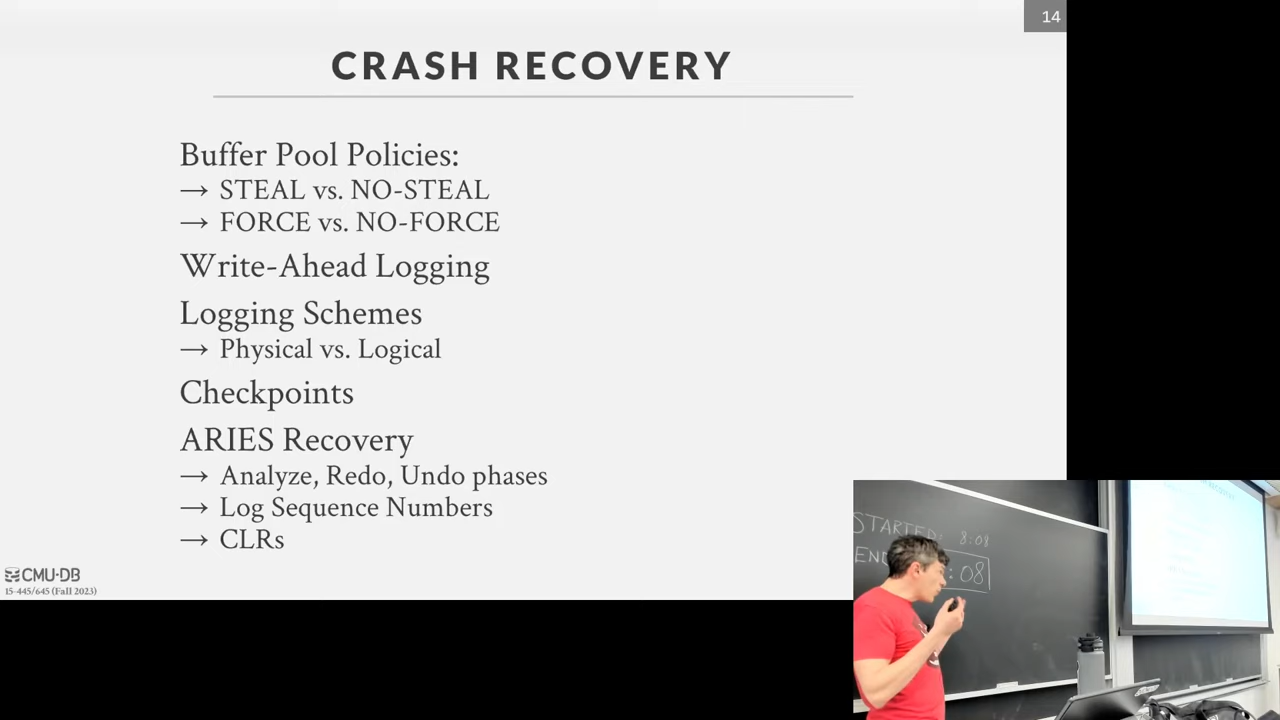 14
CRASH RECOVERY
Buffer Pool Policies:
→ STEAL vs. NO-STEAL
→ FORCE vs. NO-FORCE
Write-Ahead Logging
Logging Schemes
→ Physical vs. Logical
Checkpoints
ARIES Recovery
→ Analyze, Redo, Undo phases
→ Log Sequence Numbers
→ CLRs
CMU·DB
15-445/645 (Fall 2023)
STARTED: 8:08
:08